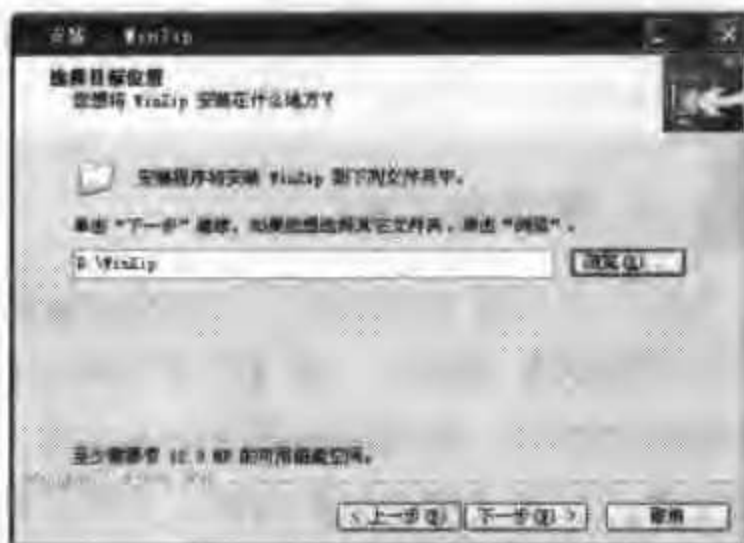 安装 WinZip
选择目标位置
您想将 WinZip 安装在什么地方？
安装程序将安装 WinZip 到下列文件夹中。
单击“下一步”继续，如果您想选择其它文件夹，单击“浏览”。
D:\WinZip
浏览(R)...
至少需要有 MB 的可用磁盘空间。
< 上一步(B)
下一步(N) >
取消